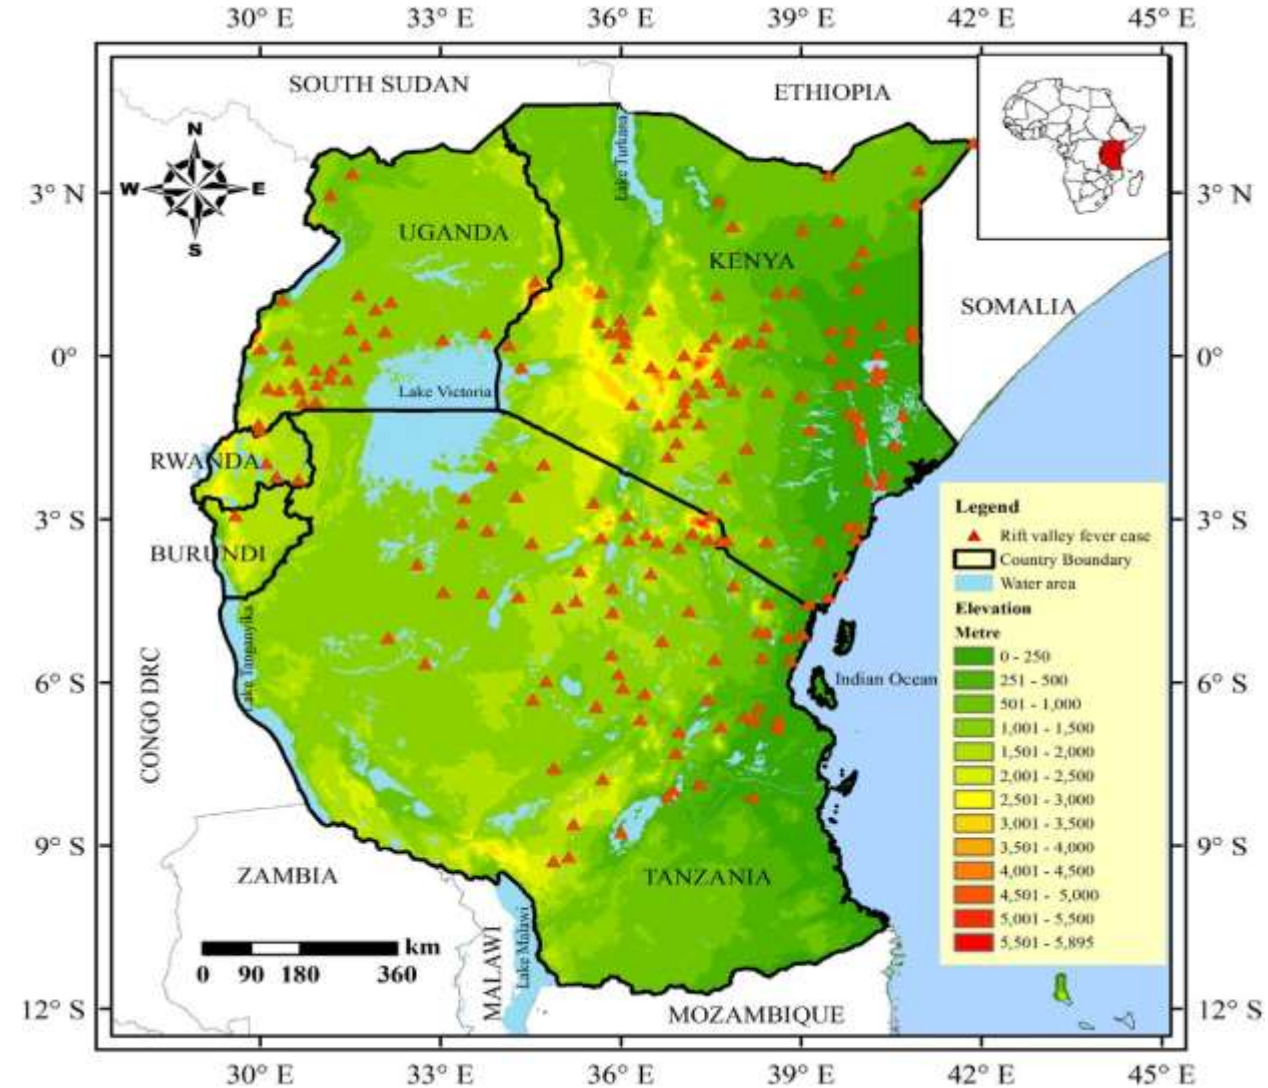 30° E 33° E 36° E 39° E 42° E 45° E
SOUTH SUDAN
ETHIOPIA
N
W E
S
3° N 3° N
Lake Turkana
UGANDA
KENYA
SOMALIA
0° 0°
Lake Victoria
RWANDA
3° S 3° S
BURUNDI
Lake Tanganyika
CONGO DRC
6° S 6° S
Indian Ocean
Legend
Rift valley fever case
Country Boundary
Water area
Elevation
Metre
0 - 250
251 - 500
501 - 1,000
1,001 - 1,500
1,501 - 2,000
2,001 - 2,500
2,501 - 3,000
3,001 - 3,500
3,501 - 4,000
4,001 - 4,500
4,501 - 5,000
5,001 - 5,500
5,501 - 5,895
9° S 9° S
ZAMBIA
TANZANIA
MALAWI
Lake Malawi
km
0 90 180 360
12° S 12° S
MOZAMBIQUE
30° E 33° E 36° E 39° E 42° E 45° E